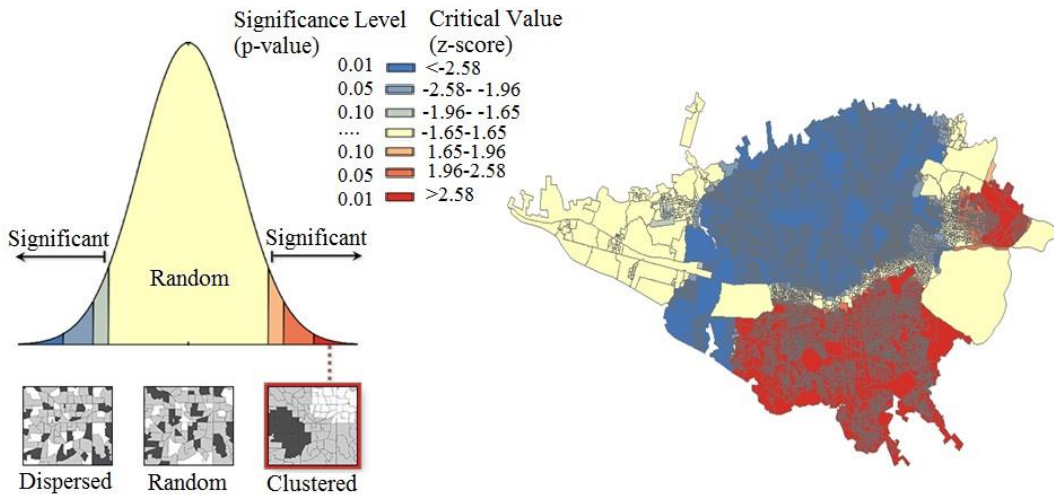 Significance Level Critical Value
(p-value) (z-score)
0.01 <-2.58
0.05 -2.58- -1.96
0.10 -1.96- -1.65
.... -1.65-1.65
0.10 1.65-1.96
0.05 1.96-2.58
0.01 >2.58
Significant Significant
Random
Dispersed Random Clustered